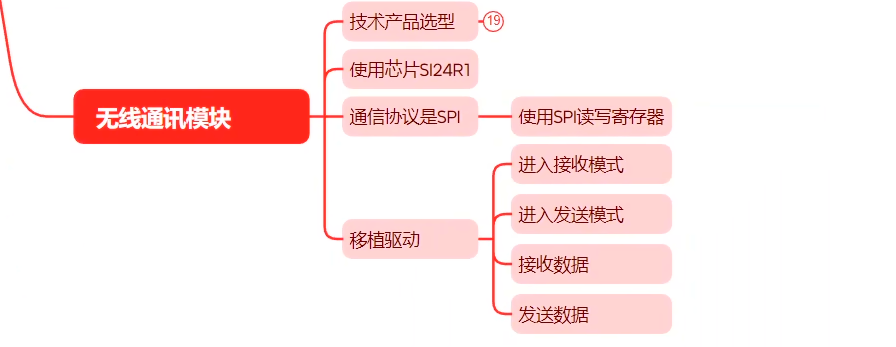 技术产品选型
19
使用芯片SI24R1
无线通讯模块
通信协议是SPI
使用SPI读写寄存器
进入接收模式
进入发送模式
移植驱动
接收数据
发送数据